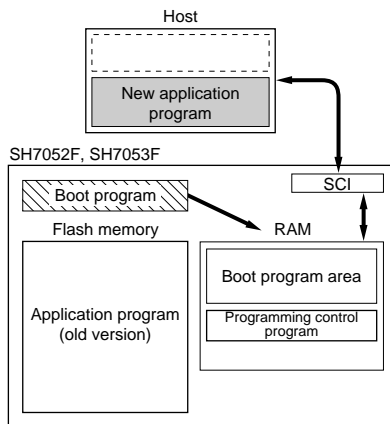 Host
New application
program
SH7052F, SH7053F
SCI
Boot program
Flash memory
RAM
Boot program area
Application program
(old version)
Programming control
program